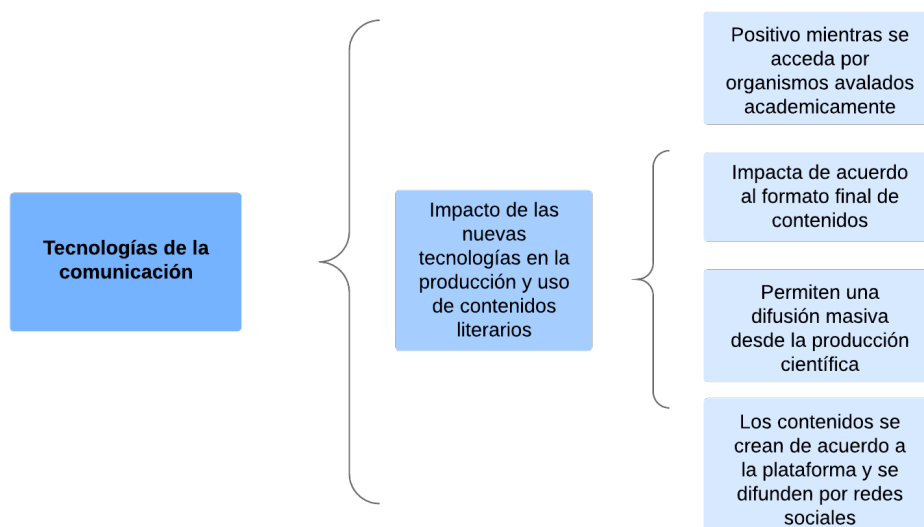 Tecnologías de la
comunicación
Impacto de las
nuevas
tecnologías en la
producción y uso
de contenidos
literarios
Positivo mientras se
acceda por
organismos avalados
academicamente
Impacta de acuerdo
al formato final de
contenidos
Permiten una
difusión masiva
desde la producción
científica
Los contenidos se
crean de acuerdo a
la plataforma y se
difunden por redes
sociales